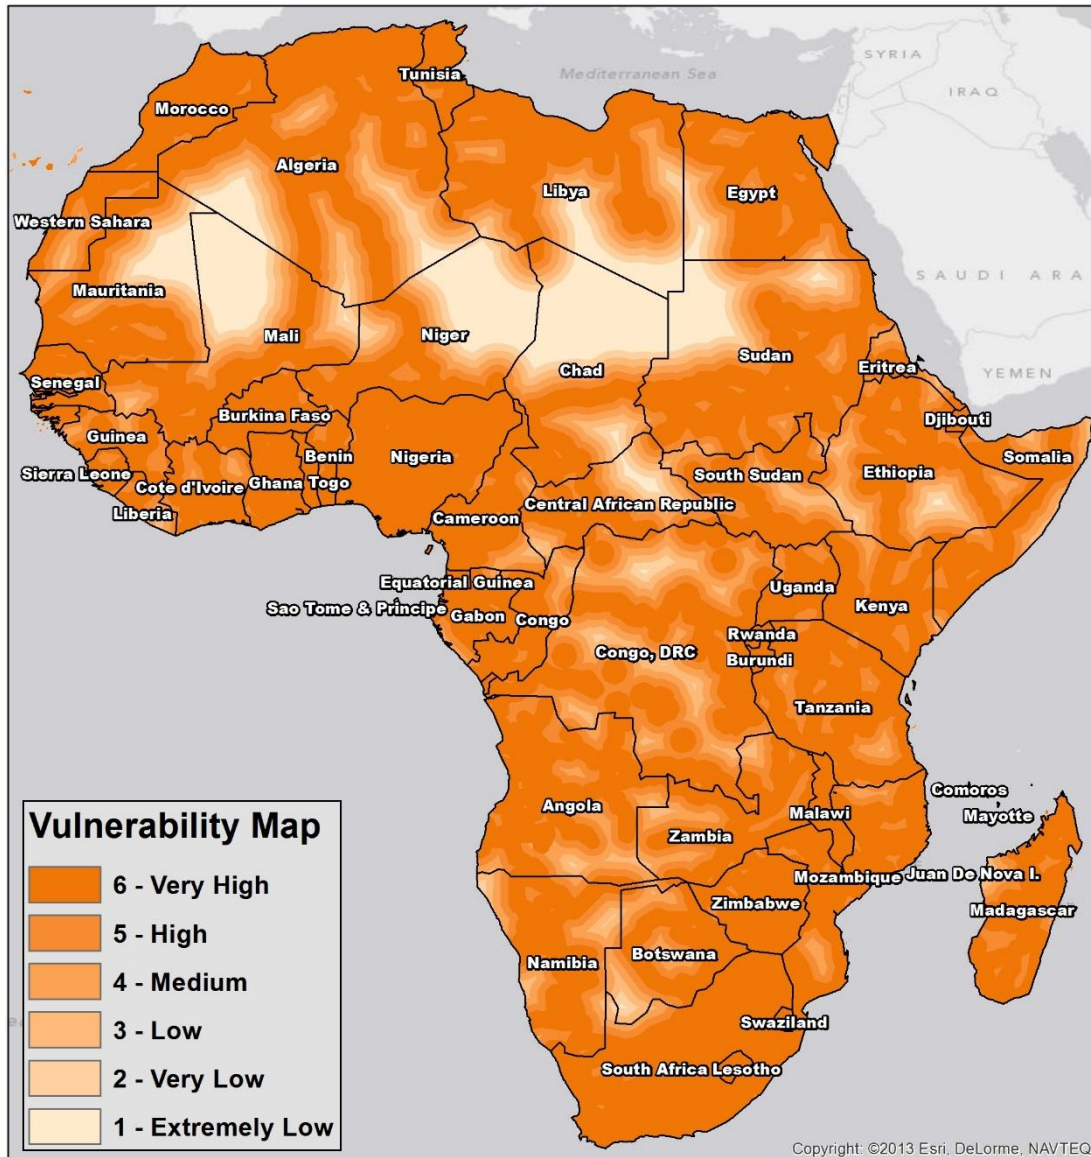 SYRIA
Mediterranean Sea
IRAQ
Tunisia
Morocco
Algeria
Libya
Egypt
Western Sahara
SAUDI ARA
Mauritania
Mali
Niger
Chad
Sudan
Eritrea
YEMEN
Senegal
Burkina Faso
Djibouti
Guinea
Benin
Nigeria
Somalia
Sierra Leone
Cote d'Ivoire
Ghana
Togo
South Sudan
Ethiopia
Liberia
Central African Republic
Cameroon
Equatorial Guinea
Uganda
Sao Tome & Principe
Gabon
Congo
Kenya
Rwanda
Congo, DRC
Burundi
Tanzania
Comoros
Angola
Malawi
Mayotte
Zambia
Mozambique
Juan De Nova I.
Zimbabwe
Madagascar
Namibia
Botswana
Swaziland
South Africa
Lesotho
Vulnerability Map
6 - Very High
5 - High
4 - Medium
3 - Low
2 - Very Low
1 - Extremely Low
Copyright: ©2013 Esri, DeLorme, NAVTEQ